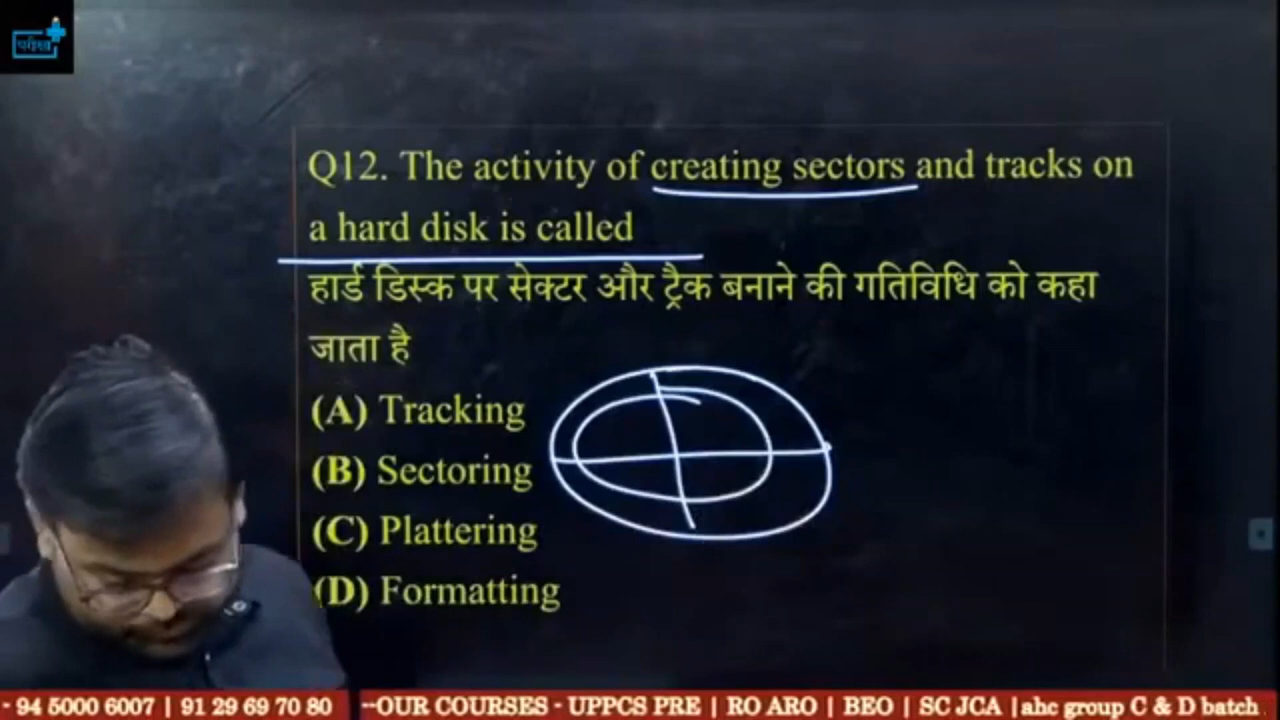 परीक्षा
Q12. The activity of creating sectors and tracks on
a hard disk is called
हार्ड डिस्क पर सेक्टर और ट्रैक बनाने की गतिविधि को कहा
जाता है
(A) Tracking
(B) Sectoring
(C) Plattering
(D) Formatting
- 94 5000 6007 | 91 29 69 70 80 --OUR COURSES - UPPCS PRE | RO ARO | BEO | SC JCA |ahc group C & D batch